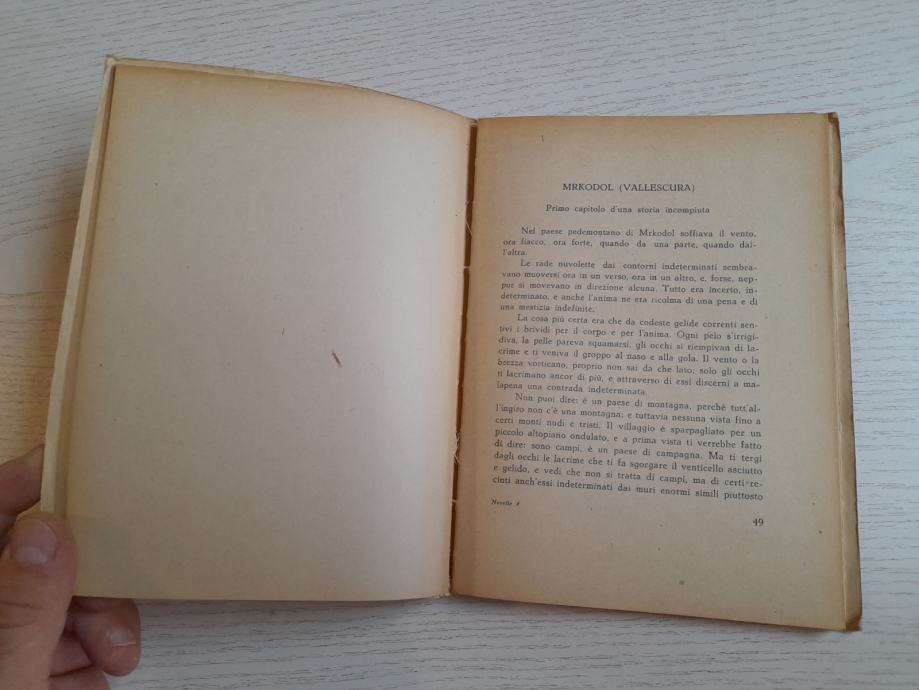 MRKODOL (VALLESCURA)
Primo capitolo d'una storia incompiuta
Nel paese pedemontano di Mrkodol soffiava il vento,
ora fiacco, ora forte, quando da una parte, quando dal-
l'altra.
Le rade nuvolette dai contorni indeterminati sembra-
vano muoversi ora in un verso, ora in un altro, e, forse, nep-
pur si movevano in direzione alcuna. Tutto era incerto, in-
determinato, e anche l'anima ne era ricolma di una pena e di
una mestizia indefinite.
La cosa più certa era che da codeste gelide correnti sen-
tivi i brividi per il corpo e per l'anima. Ogni pelo s'irrigi-
diva, la pelle pareva squamarsi, gli occhi si riempivan di la-
crime e ti veniva il groppo al naso e alla gola. Il vento o la
brezza vorticano, proprio non sai da che lato; solo gli occhi
ti lacrimano ancor di più, e attraverso di essi discerni a ma-
lapena una contrada indeterminata.
Non puoi dire: è un paese di montagna, perchè tutt'al-
l'ingiro non c'è una montagna; e tuttavia nessuna vista fino a
certi monti nudi e tristi. Il villaggio è sparpagliato per un
piccolo altopiano ondulato, e a prima vista ti verrebbe fatto
di dire: sono campi, è un paese di campagna. Ma ti tergi
dagli occhi le lacrime che ti fa sgorgare il venticello asciutto
e gelido, e vedi che non si tratta di campi, ma di certi re-
cinti anch'essi indeterminati dai muri enormi simili piuttosto
Novelle 4
49